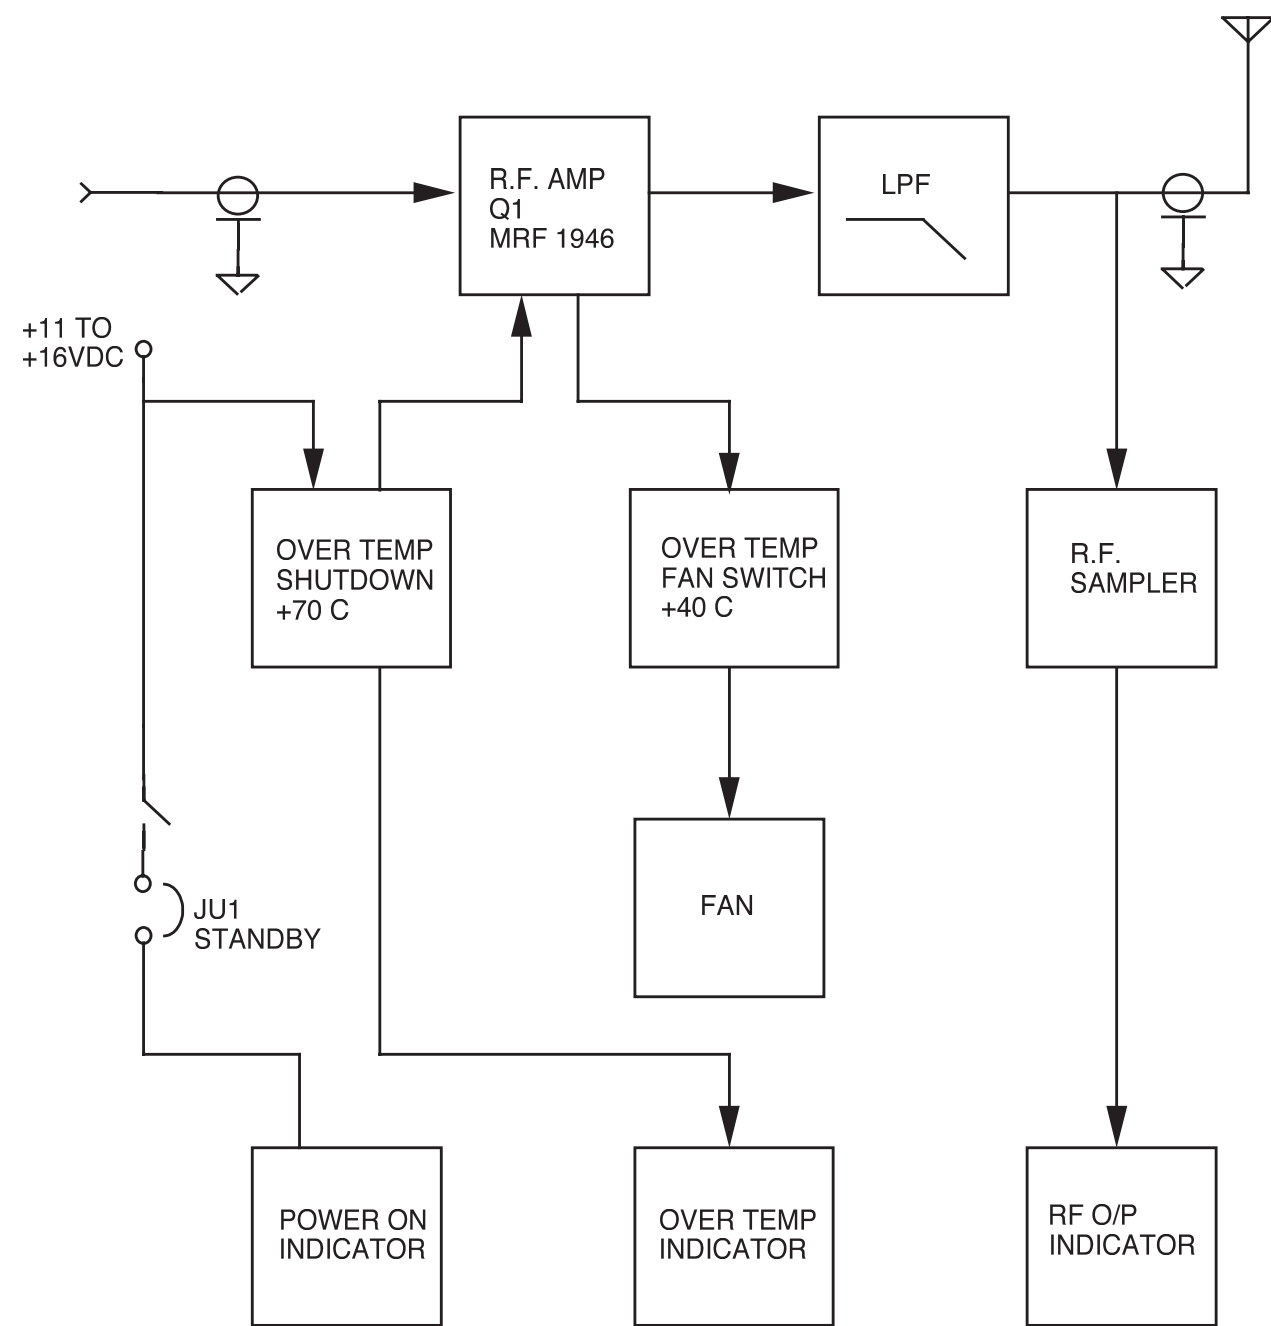 R.F. AMP
Q1
MRF 1946
LPF
+11 TO
+16VDC
OVER TEMP
SHUTDOWN
+70 C
OVER TEMP
FAN SWITCH
+40 C
R.F.
SAMPLER
FAN
JU1
STANDBY
POWER ON
INDICATOR
OVER TEMP
INDICATOR
RF O/P
INDICATOR